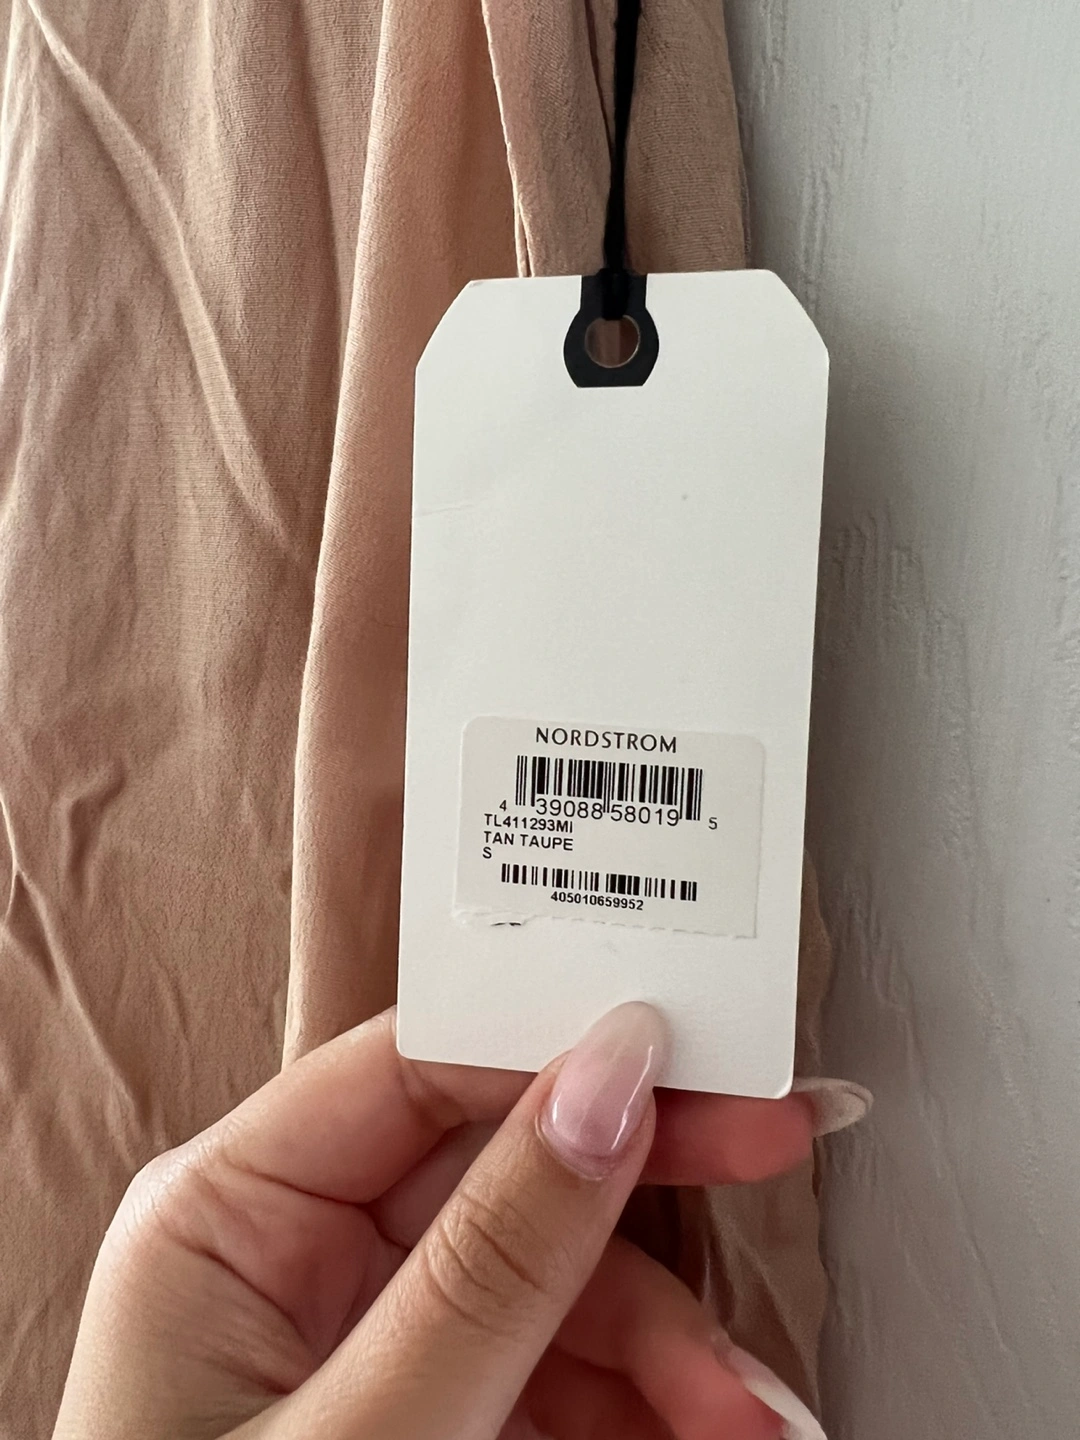 NORDSTROM
4 39088 58019 5
TL411293MI
TAN TAUPE
S
405010659952